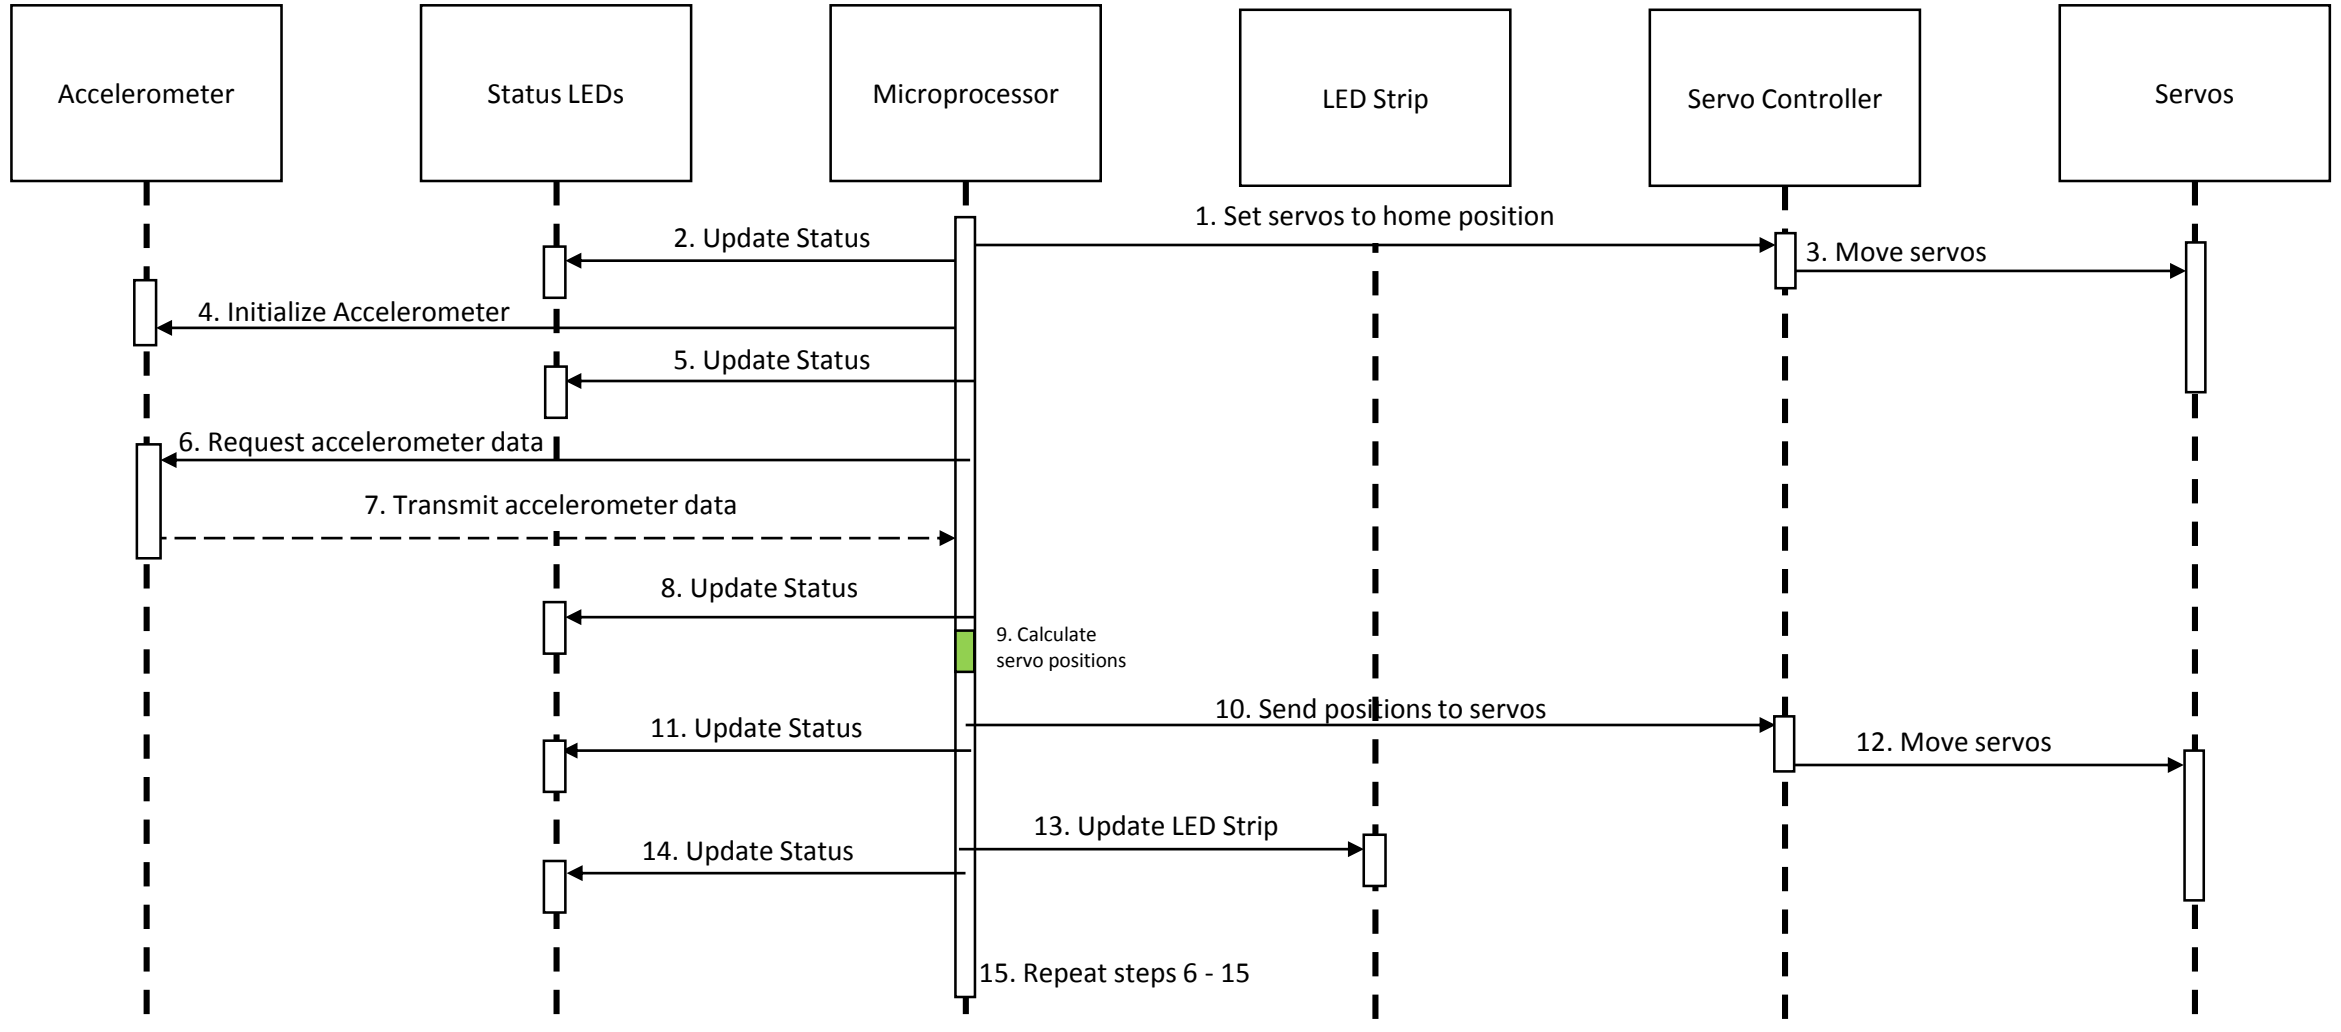 Accelerometer
Status LEDs
Microprocessor
LED Strip
Servo Controller
Servos
1. Set servos to home position
2. Update Status
3. Move servos
4. Initialize Accelerometer
5. Update Status
6. Request accelerometer data
7. Transmit accelerometer data
8. Update Status
9. Calculate
servo positions
10. Send positions to servos
11. Update Status
12. Move servos
13. Update LED Strip
14. Update Status
15. Repeat steps 6 - 15